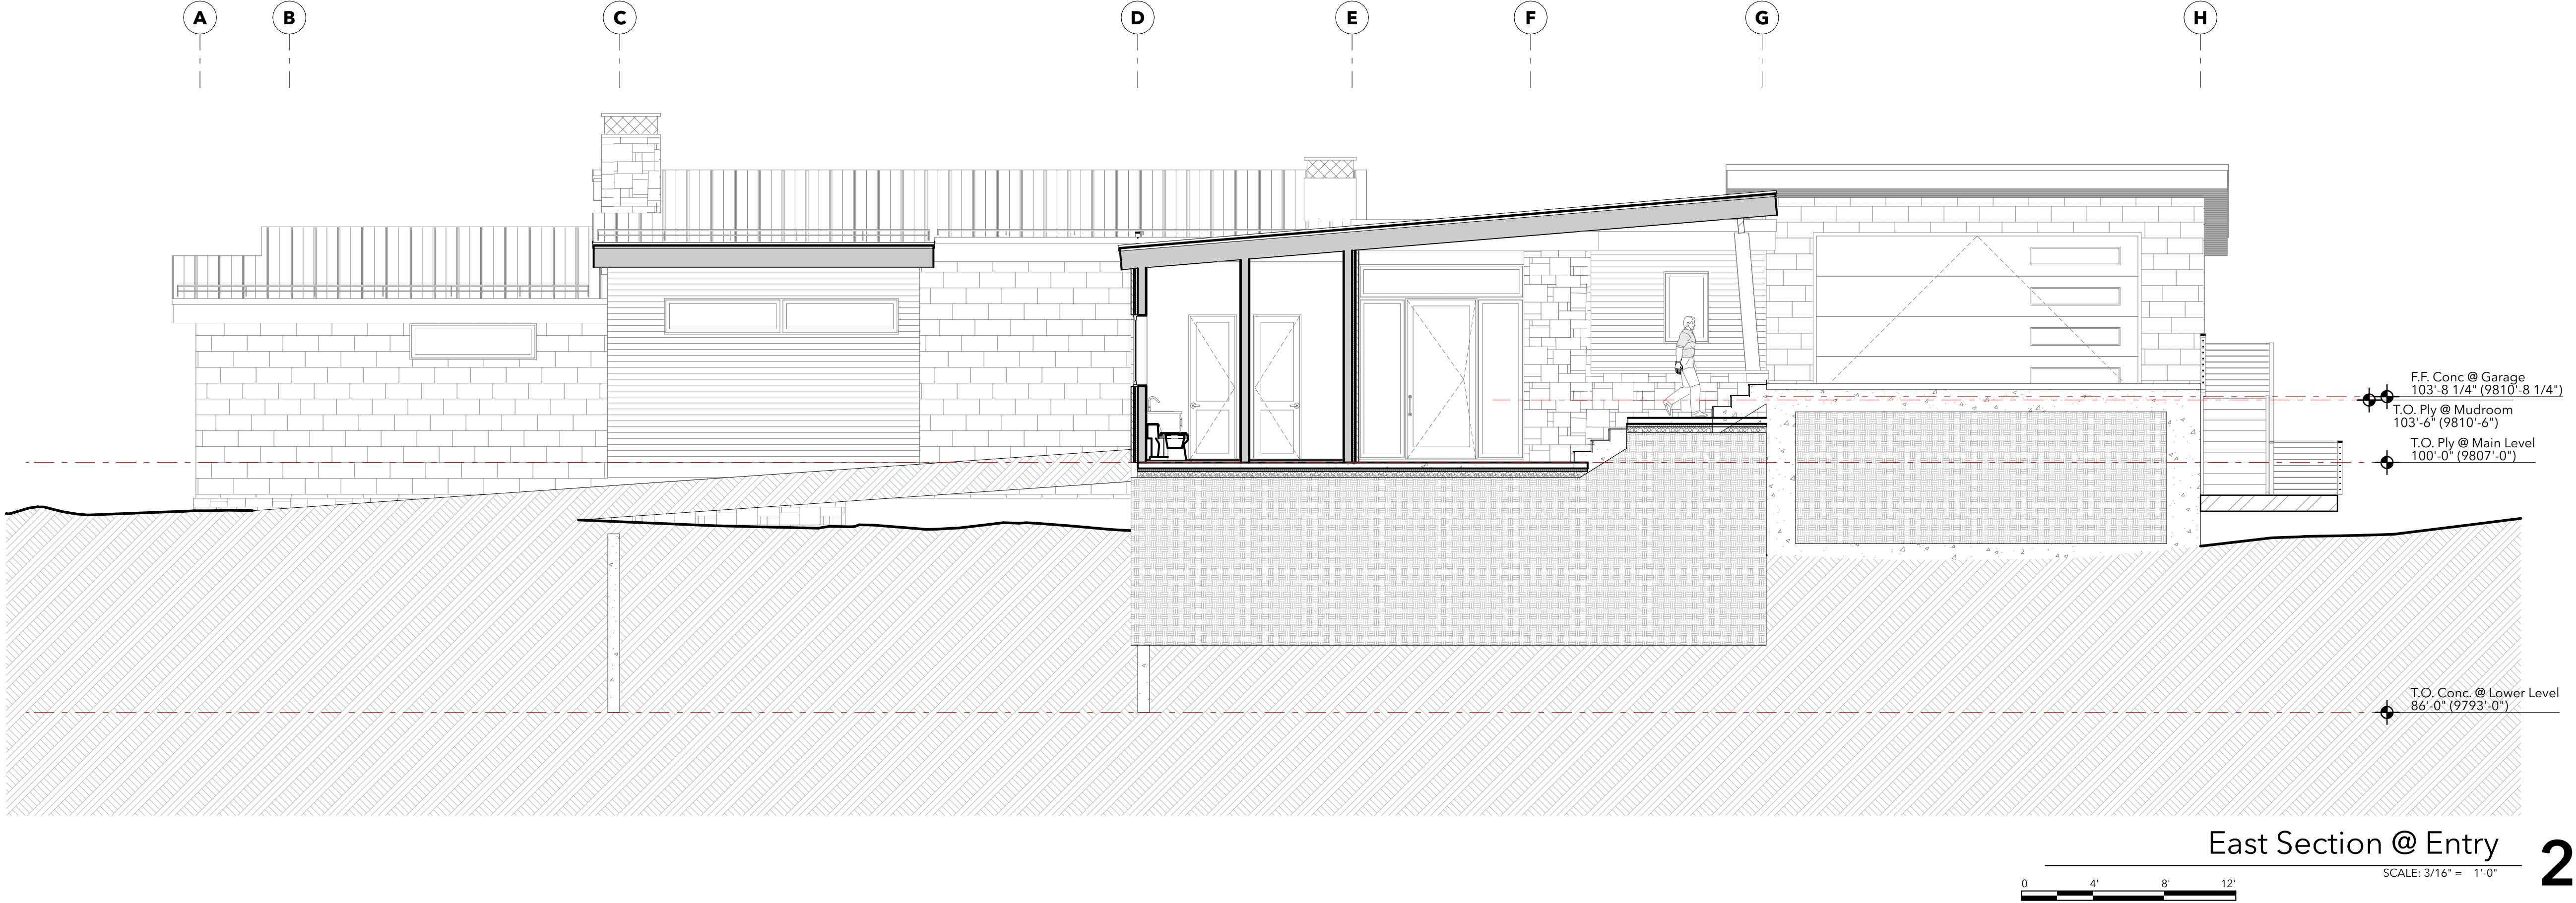 A B C D E F G H
F.F. Conc @ Garage
103'-8 1/4" (9810'-8 1/4")
T.O. Ply @ Mudroom
103'-6" (9810'-6")
T.O. Ply @ Main Level
100'-0" (9807'-0")
T.O. Conc. @ Lower Level
86'-0" (9793'-0")
East Section @ Entry
2
SCALE: 3/16" = 1'-0"
0 4' 8' 12'